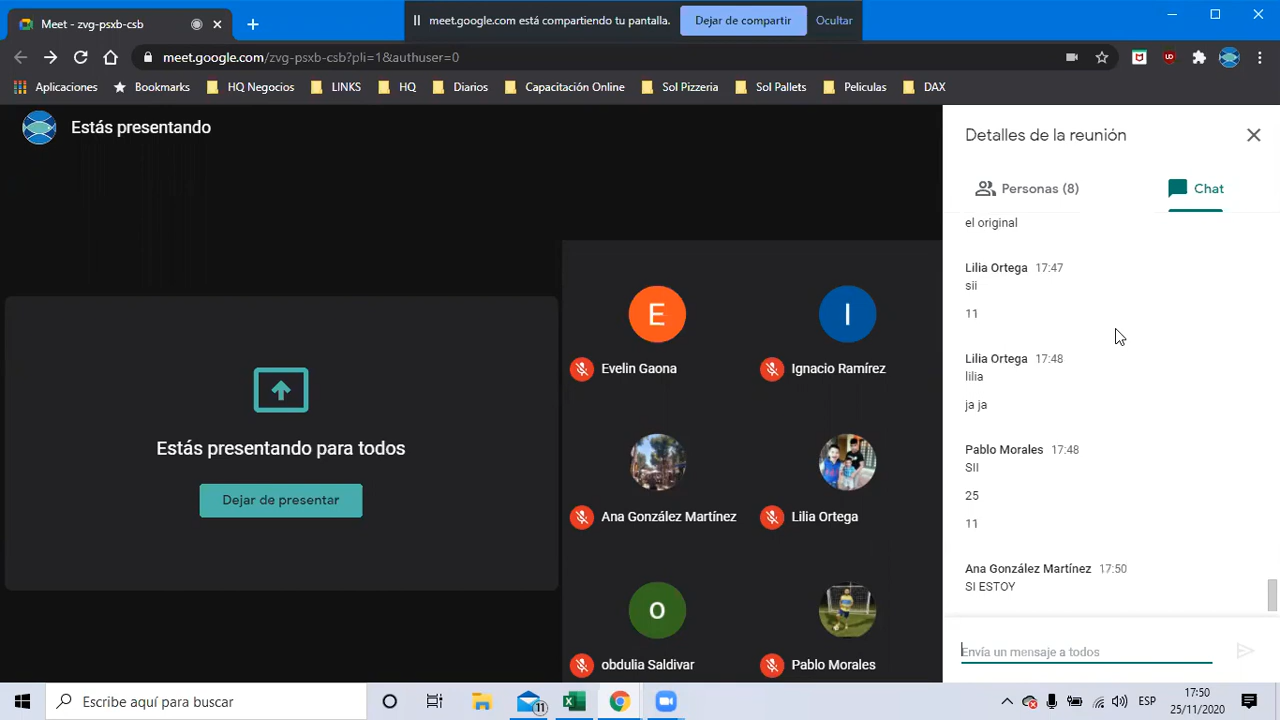 Meet - zvg-psxb-csb
meet.google.com está compartiendo tu pantalla.
Dejar de compartir
Ocultar
meet.google.com/zvg-psxb-csb?pli=1&authuser=0
Aplicaciones
Bookmarks
HQ Negocios
LINKS
HQ
Diarios
Capacitación Online
Sol Pizzeria
Sol Pallets
Peliculas
DAX
Estás presentando
Estás presentando para todos
Dejar de presentar
E
Evelin Gaona
I
Ignacio Ramírez
Ana González Martínez
Lilia Ortega
o
obdulia Saldivar
Pablo Morales
Detalles de la reunión
Personas (8)
Chat
el original
Lilia Ortega 17:47
sii
11
Lilia Ortega 17:48
lilia
ja ja
Pablo Morales 17:48
SII
25
11
Ana González Martínez 17:50
SI ESTOY
Envía un mensaje a todos
Escribe aquí para buscar
11
ESP
17:50
25/11/2020